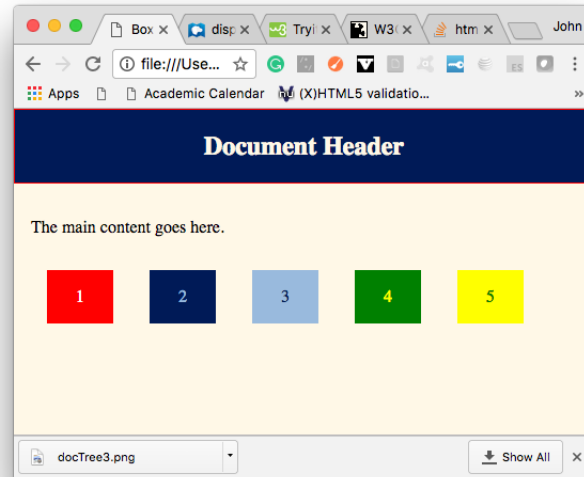 Box disp Tryi W3 htm John
file:///Use... ES
Apps Academic Calendar (X)HTML5 validatio... »
Document Header
The main content goes here.
1 2 3 4 5
docTree3.png Show All